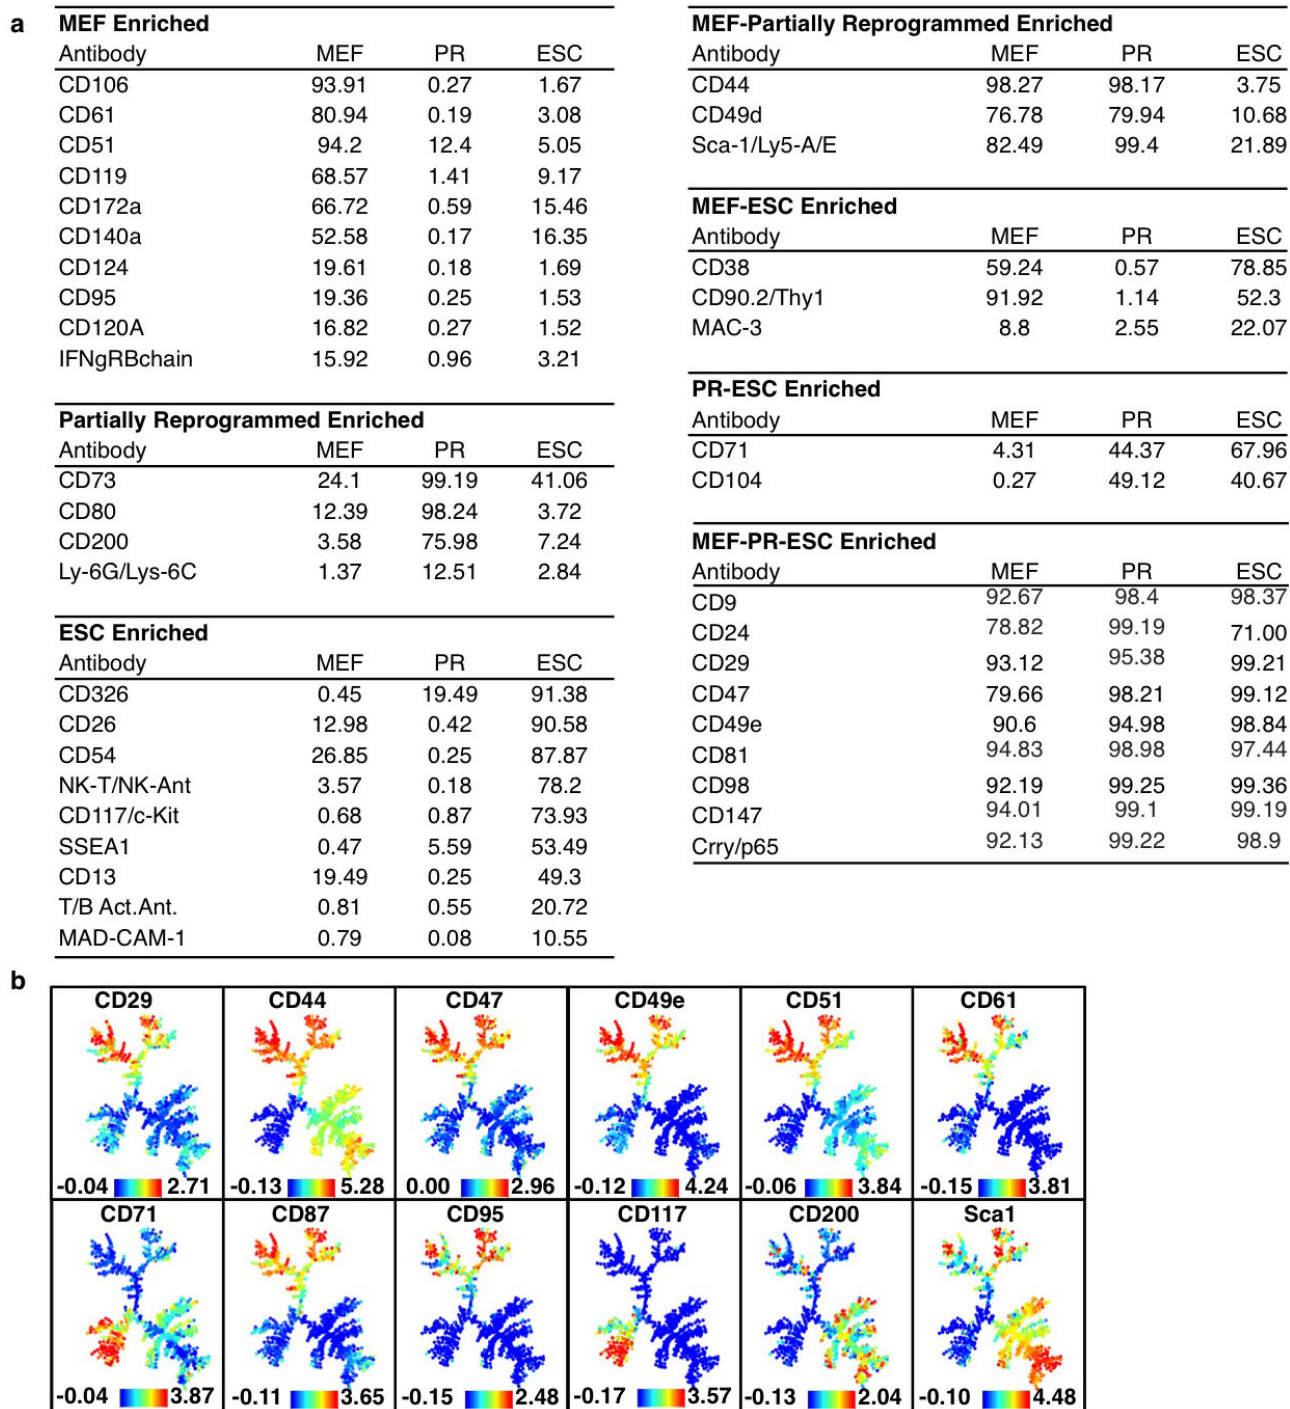 a
MEF Enriched
Antibody MEF PR ESC
CD106 93.91 0.27 1.67
CD61 80.94 0.19 3.08
CD51 94.2 12.4 5.05
CD119 68.57 1.41 9.17
CD172a 66.72 0.59 15.46
CD140a 52.58 0.17 16.35
CD124 19.61 0.18 1.69
CD95 19.36 0.25 1.53
CD120A 16.82 0.27 1.52
IFNgRBchain 15.92 0.96 3.21
Partially Reprogrammed Enriched
Antibody MEF PR ESC
CD73 24.1 99.19 41.06
CD80 12.39 98.24 3.72
CD200 3.58 75.98 7.24
Ly-6G/Lys-6C 1.37 12.51 2.84
ESC Enriched
Antibody MEF PR ESC
CD326 0.45 19.49 91.38
CD26 12.98 0.42 90.58
CD54 26.85 0.25 87.87
NK-T/NK-Ant 3.57 0.18 78.2
CD117/c-Kit 0.68 0.87 73.93
SSEA1 0.47 5.59 53.49
CD13 19.49 0.25 49.3
T/B Act.Ant. 0.81 0.55 20.72
MAD-CAM-1 0.79 0.08 10.55
MEF-Partially Reprogrammed Enriched
Antibody MEF PR ESC
CD44 98.27 98.17 3.75
CD49d 76.78 79.94 10.68
Sca-1/Ly5-A/E 82.49 99.4 21.89
MEF-ESC Enriched
Antibody MEF PR ESC
CD38 59.24 0.57 78.85
CD90.2/Thy1 91.92 1.14 52.3
MAC-3 8.8 2.55 22.07
PR-ESC Enriched
Antibody MEF PR ESC
CD71 4.31 44.37 67.96
CD104 0.27 49.12 40.67
MEF-PR-ESC Enriched
Antibody MEF PR ESC
CD9 92.67 98.4 98.37
CD24 78.82 99.19 71.00
CD29 93.12 95.38 99.21
CD47 79.66 98.21 99.12
CD49e 90.6 94.98 98.84
CD81 94.83 98.98 97.44
CD98 92.19 99.25 99.36
CD147 94.01 99.1 99.19
Crry/p65 92.13 99.22 98.9
b
CD29 CD44 CD47 CD49e CD51 CD61
-0.04 2.71 -0.13 5.28 0.00 2.96 -0.12 4.24 -0.06 3.84 -0.15 3.81
CD71 CD87 CD95 CD117 CD200 Sca1
-0.04 3.87 -0.11 3.65 -0.15 2.48 -0.17 3.57 -0.13 2.04 -0.10 4.48